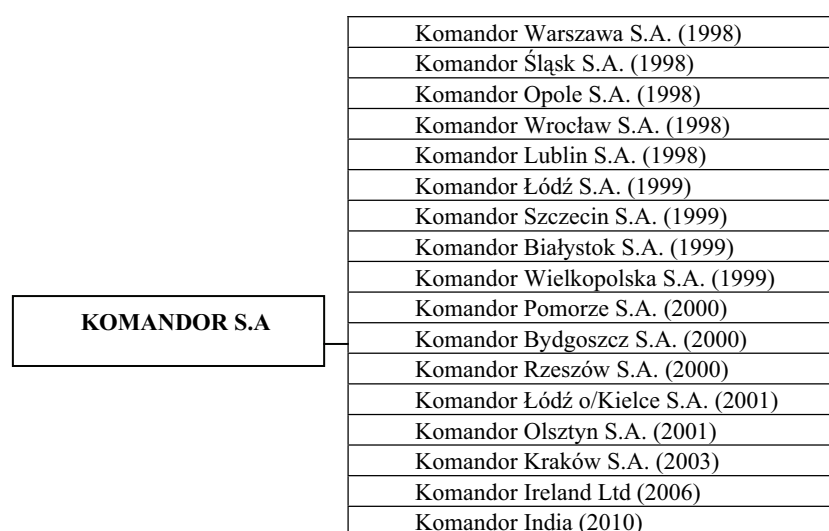 Komandor Warszawa S.A. (1998)
Komandor Śląsk S.A. (1998)
Komandor Opole S.A. (1998)
Komandor Wrocław S.A. (1998)
Komandor Lublin S.A. (1998)
Komandor Łódź S.A. (1999)
Komandor Szczecin S.A. (1999)
Komandor Białystok S.A. (1999)
Komandor Wielkopolska S.A. (1999)
KOMANDOR S.A
Komandor Pomorze S.A. (2000)
Komandor Bydgoszcz S.A. (2000)
Komandor Rzeszów S.A. (2000)
Komandor Łódź o/Kielce S.A. (2001)
Komandor Olsztyn S.A. (2001)
Komandor Kraków S.A. (2003)
Komandor Ireland Ltd (2006)
Komandor India (2010)